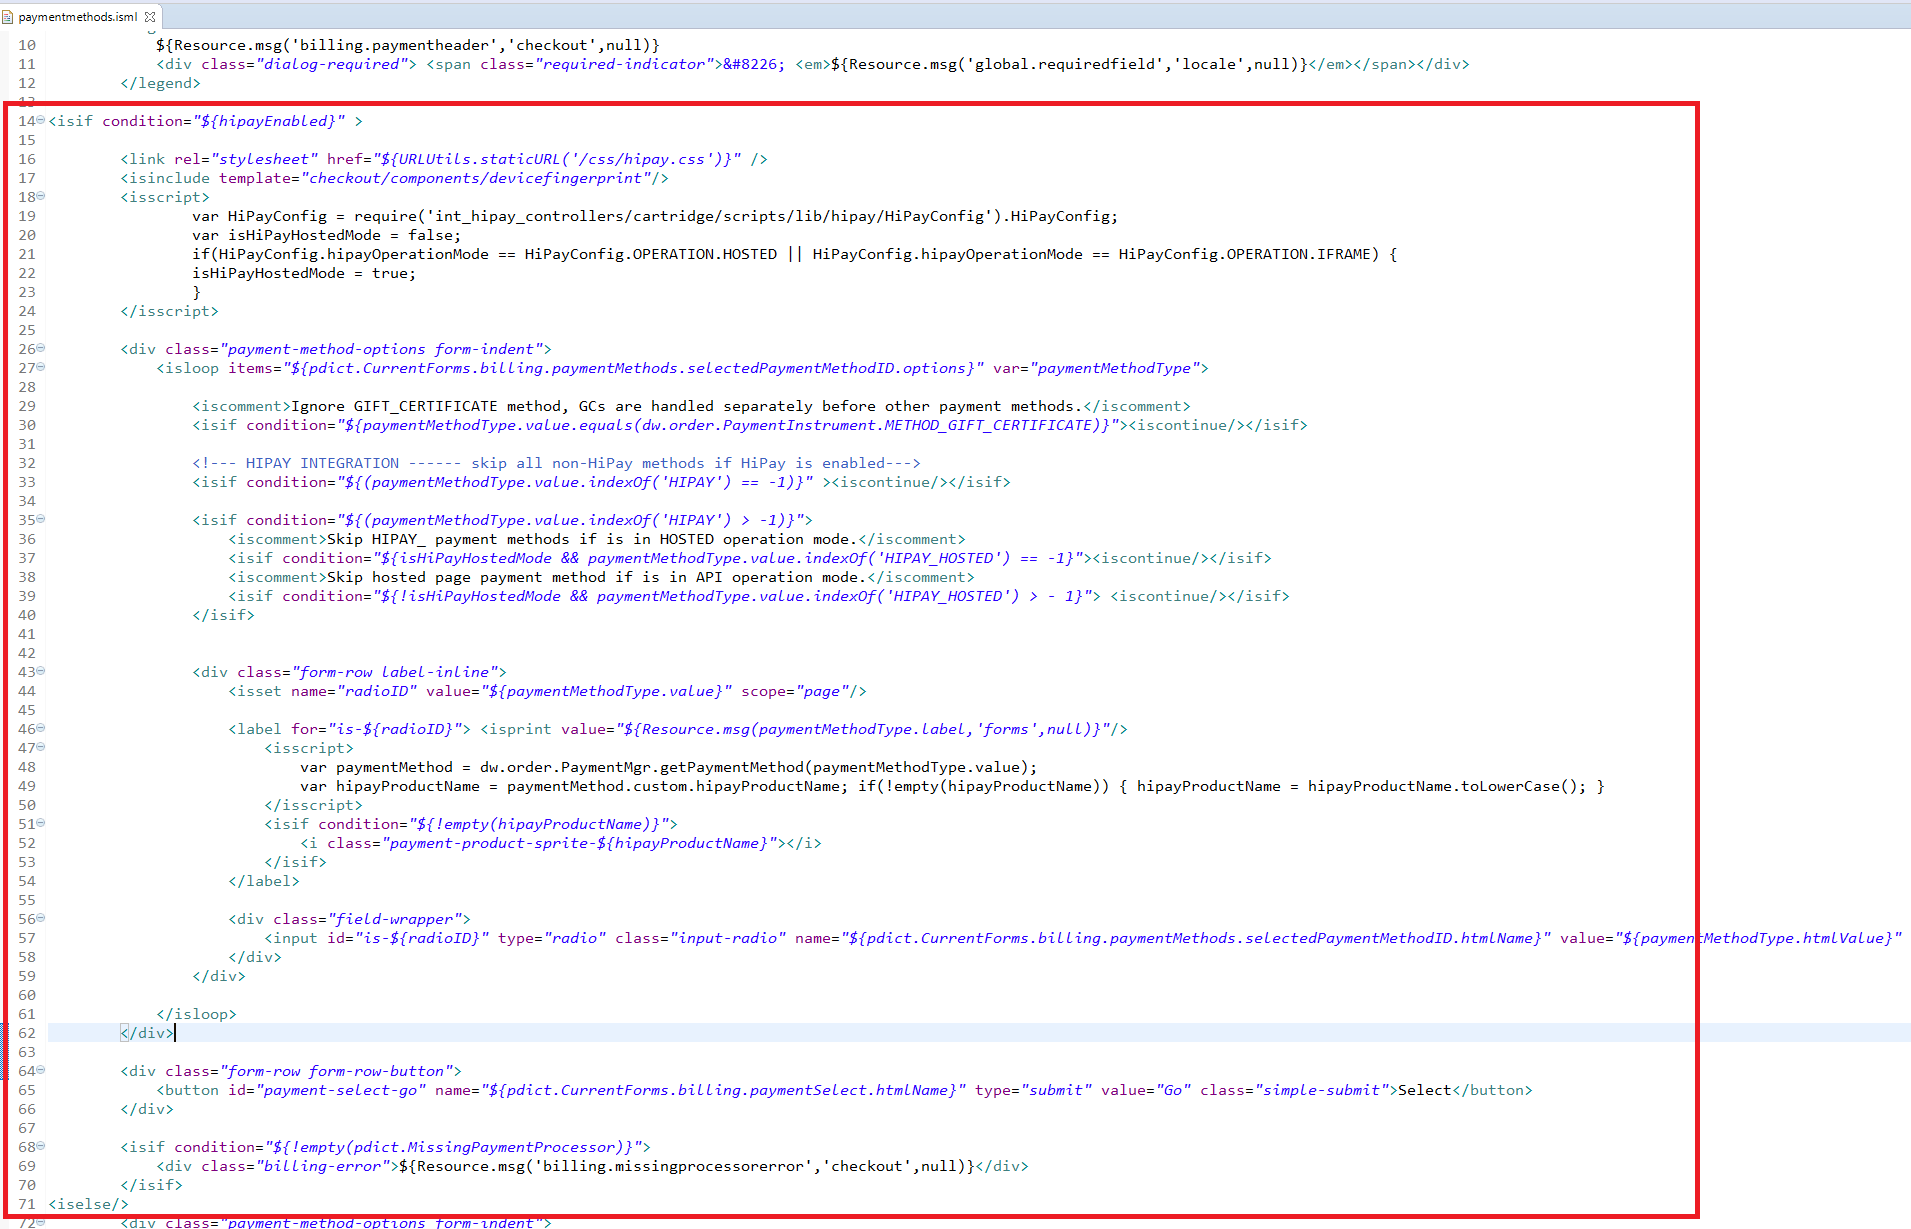 paymentmethods.isml
10 ${Resource.msg('billing.paymentheader','checkout',null)}
11 <div class="dialog-required"> <span class="required-indicator">&#8226; <em>${Resource.msg('global.requiredfield','locale',null)}</em></span></div>
12 </legend>
13
14 <isif condition="${hipayEnabled}" >
15
16 <link rel="stylesheet" href="${URLUtils.staticURL('/css/hipay.css')}" />
17 <isinclude template="checkout/components/devicefingerprint"/>
18 <isscript>
19 var HiPayConfig = require('int_hipay_controllers/cartridge/scripts/lib/hipay/HiPayConfig').HiPayConfig;
20 var isHiPayHostedMode = false;
21 if(HiPayConfig.hipayOperationMode == HiPayConfig.OPERATION.HOSTED || HiPayConfig.hipayOperationMode == HiPayConfig.OPERATION.IFRAME) {
22 isHiPayHostedMode = true;
23 }
24 </isscript>
25
26 <div class="payment-method-options form-indent">
27 <isloop items="${pdict.CurrentForms.billing.paymentMethods.selectedPaymentMethodID.options}" var="paymentMethodType">
28
29 <iscomment>Ignore GIFT_CERTIFICATE method, GCs are handled separately before other payment methods.</iscomment>
30 <isif condition="${paymentMethodType.value.equals(dw.order.PaymentInstrument.METHOD_GIFT_CERTIFICATE)}"><iscontinue/></isif>
31
32 <!--- HIPAY INTEGRATION ------ skip all non-HiPay methods if HiPay is enabled--->
33 <isif condition="${(paymentMethodType.value.indexOf('HIPAY') == -1)}" ><iscontinue/></isif>
34
35 <isif condition="${(paymentMethodType.value.indexOf('HIPAY') > -1)}">
36 <iscomment>Skip HIPAY_ payment methods if is in HOSTED operation mode.</iscomment>
37 <isif condition="${isHiPayHostedMode && paymentMethodType.value.indexOf('HIPAY_HOSTED') == -1}"><iscontinue/></isif>
38 <iscomment>Skip hosted page payment method if is in API operation mode.</iscomment>
39 <isif condition="${!isHiPayHostedMode && paymentMethodType.value.indexOf('HIPAY_HOSTED') > - 1}"> <iscontinue/></isif>
40 </isif>
41
42
43 <div class="form-row label-inline">
44 <isset name="radioID" value="${paymentMethodType.value}" scope="page"/>
45
46 <label for="is-${radioID}"> <isprint value="${Resource.msg(paymentMethodType.label,'forms',null)}"/>
47 <isscript>
48 var paymentMethod = dw.order.PaymentMgr.getPaymentMethod(paymentMethodType.value);
49 var hipayProductName = paymentMethod.custom.hipayProductName; if(!empty(hipayProductName)) { hipayProductName = hipayProductName.toLowerCase(); }
50 </isscript>
51 <isif condition="${!empty(hipayProductName)}">
52 <i class="payment-product-sprite-${hipayProductName}"></i>
53 </isif>
54 </label>
55
56 <div class="field-wrapper">
57 <input id="is-${radioID}" type="radio" class="input-radio" name="${pdict.CurrentForms.billing.paymentMethods.selectedPaymentMethodID.htmlName}" value="${paymentMethodType.htmlValue}"
58 </div>
59 </div>
60
61 </isloop>
62 </div>
63
64 <div class="form-row form-row-button">
65 <button id="payment-select-go" name="${pdict.CurrentForms.billing.paymentSelect.htmlName}" type="submit" value="Go" class="simple-submit">Select</button>
66 </div>
67
68 <isif condition="${!empty(pdict.MissingPaymentProcessor)}">
69 <div class="billing-error">${Resource.msg('billing.missingprocessorerror','checkout',null)}</div>
70 </isif>
71 <iselse/>
72 <div class="payment-method-options form-indent">